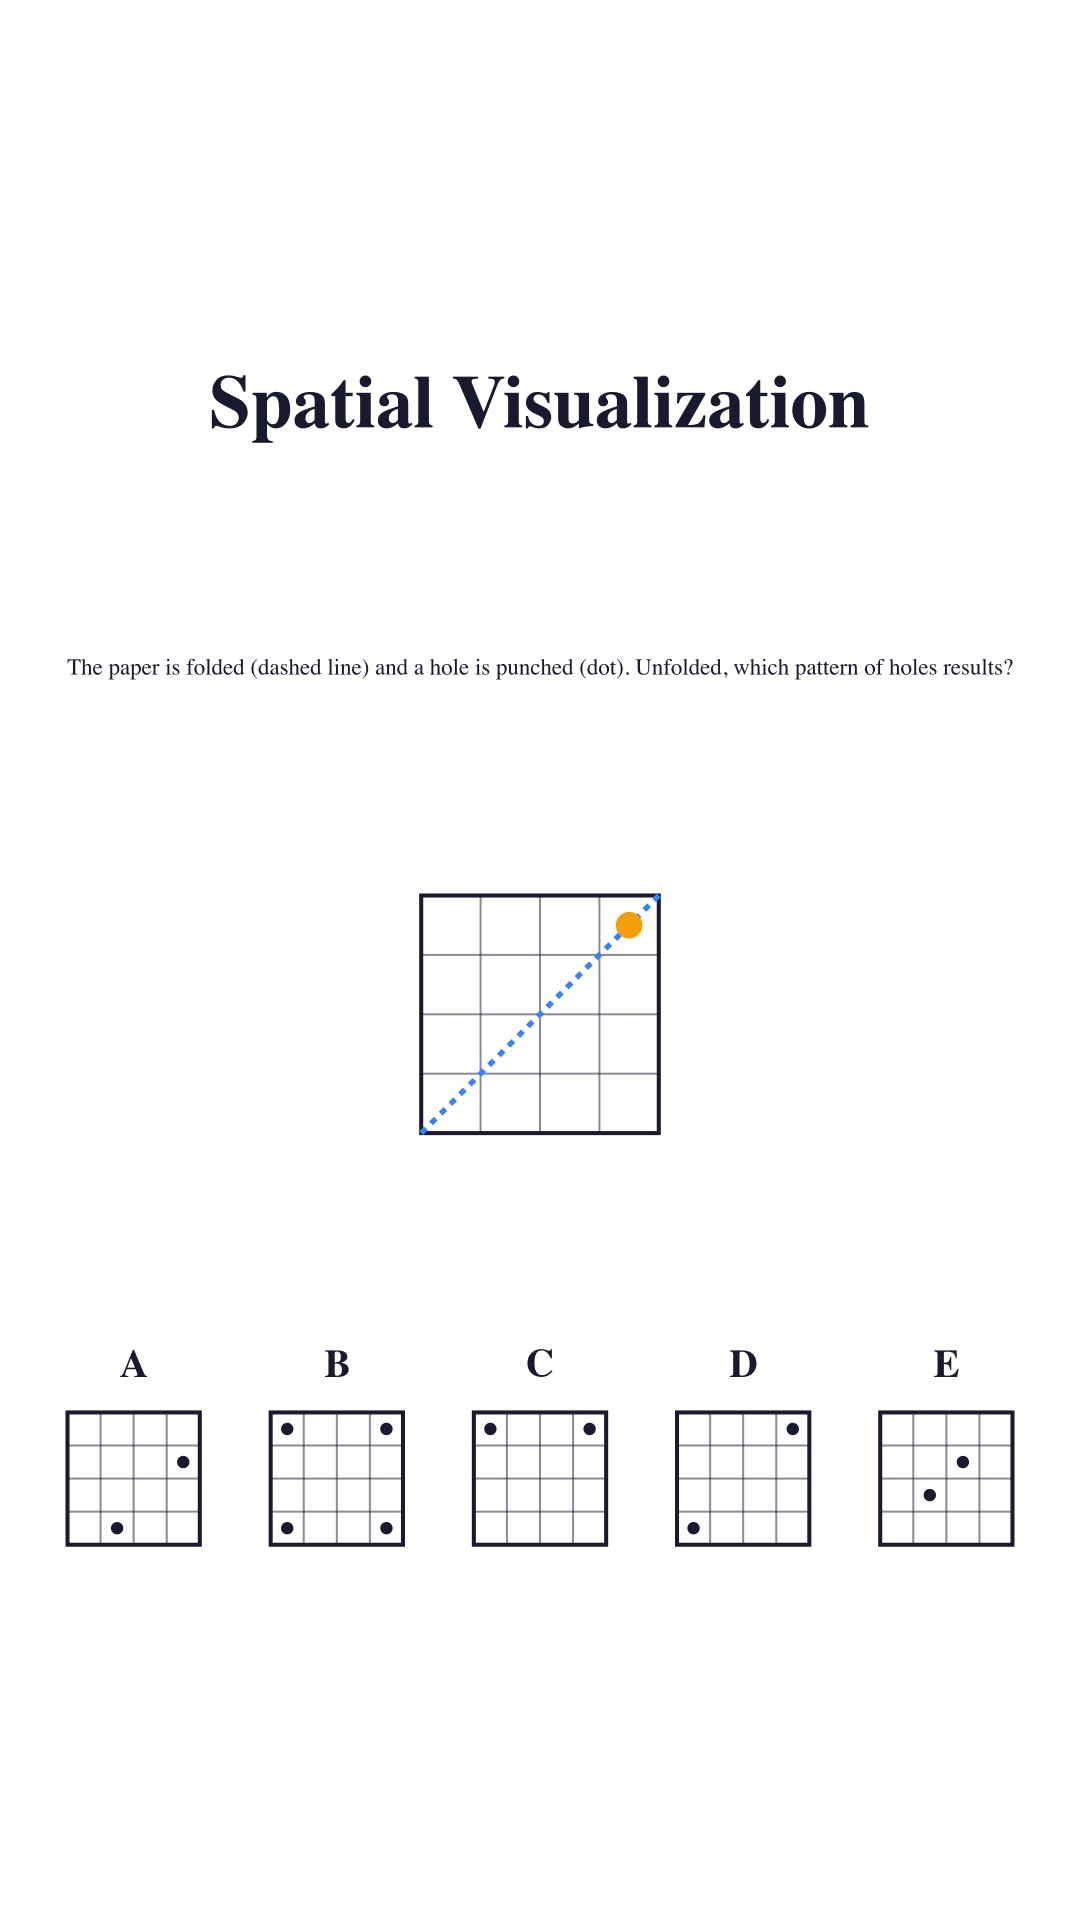 Spatial Visualization
The paper is folded (dashed line) and a hole is punched (dot). Unfolded, which pattern of holes results?
A B C D E